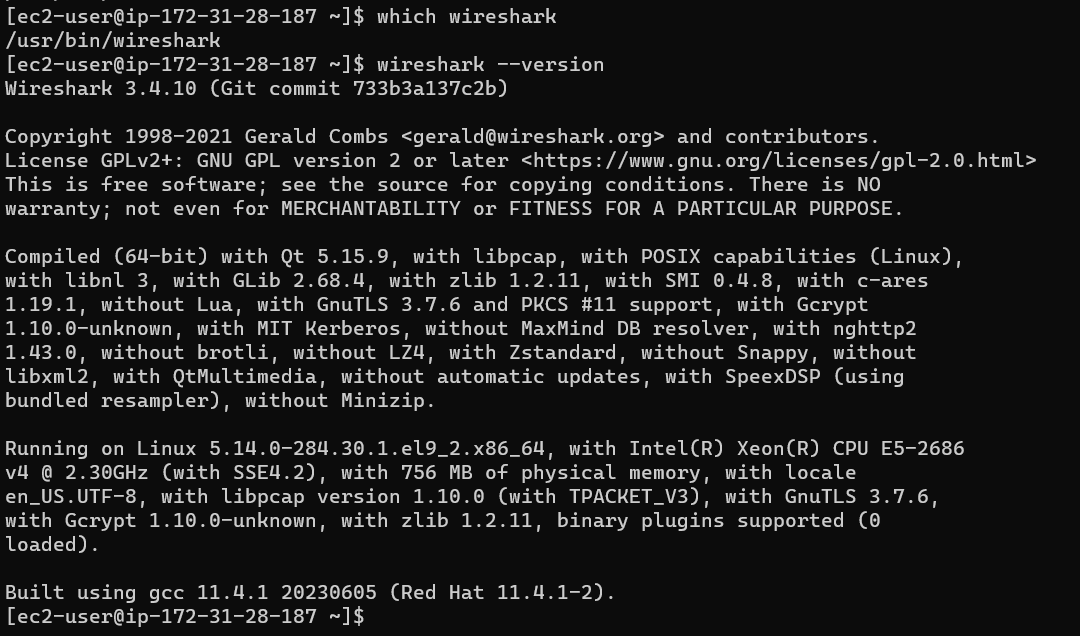 [ec2-user@ip-172-31-28-187 ~]$ which wireshark
/usr/bin/wireshark
[ec2-user@ip-172-31-28-187 ~]$ wireshark --version
Wireshark 3.4.10 (Git commit 733b3a137c2b)

Copyright 1998-2021 Gerald Combs <gerald@wireshark.org> and contributors.
License GPLv2+: GNU GPL version 2 or later <https://www.gnu.org/licenses/gpl-2.0.html>
This is free software; see the source for copying conditions. There is NO
warranty; not even for MERCHANTABILITY or FITNESS FOR A PARTICULAR PURPOSE.

Compiled (64-bit) with Qt 5.15.9, with libpcap, with POSIX capabilities (Linux),
with libnl 3, with GLib 2.68.4, with zlib 1.2.11, with SMI 0.4.8, with c-ares
1.19.1, without Lua, with GnuTLS 3.7.6 and PKCS #11 support, with Gcrypt
1.10.0-unknown, with MIT Kerberos, without MaxMind DB resolver, with nghttp2
1.43.0, without brotli, without LZ4, with Zstandard, without Snappy, without
libxml2, with QtMultimedia, without automatic updates, with SpeexDSP (using
bundled resampler), without Minizip.

Running on Linux 5.14.0-284.30.1.el9_2.x86_64, with Intel(R) Xeon(R) CPU E5-2686
v4 @ 2.30GHz (with SSE4.2), with 756 MB of physical memory, with locale
en_US.UTF-8, with libpcap version 1.10.0 (with TPACKET_V3), with GnuTLS 3.7.6,
with Gcrypt 1.10.0-unknown, with zlib 1.2.11, binary plugins supported (0
loaded).

Built using gcc 11.4.1 20230605 (Red Hat 11.4.1-2).
[ec2-user@ip-172-31-28-187 ~]$